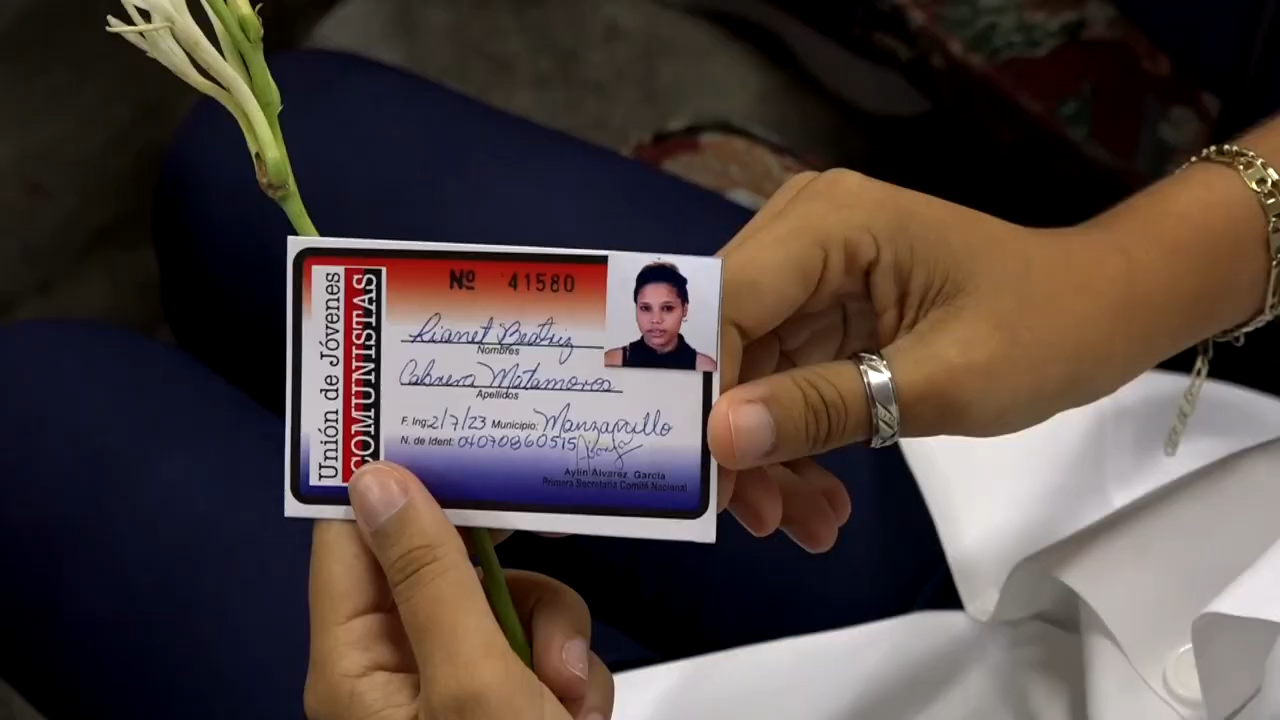 Unión de Jóvenes
COMUNISTAS
Nº 41580
Lianet Beatriz
Nombres
Cabrera Matamoros
Apellidos
F. Ing: 2/7/23 Municipio: Manzanillo
N. de Ident: 04070860515
Aylin Álvarez García
Primera Secretaria Comité Nacional